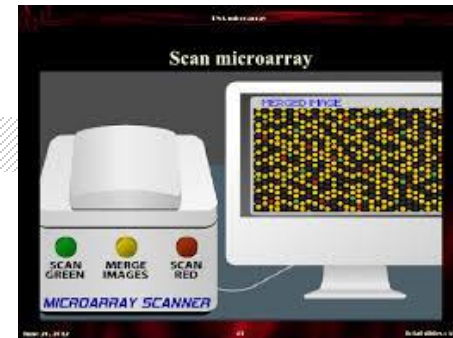 Scan microarray
MERGED IMAGE
SCAN GREEN
MERGE IMAGES
SCAN RED
MICROARRAY SCANNER